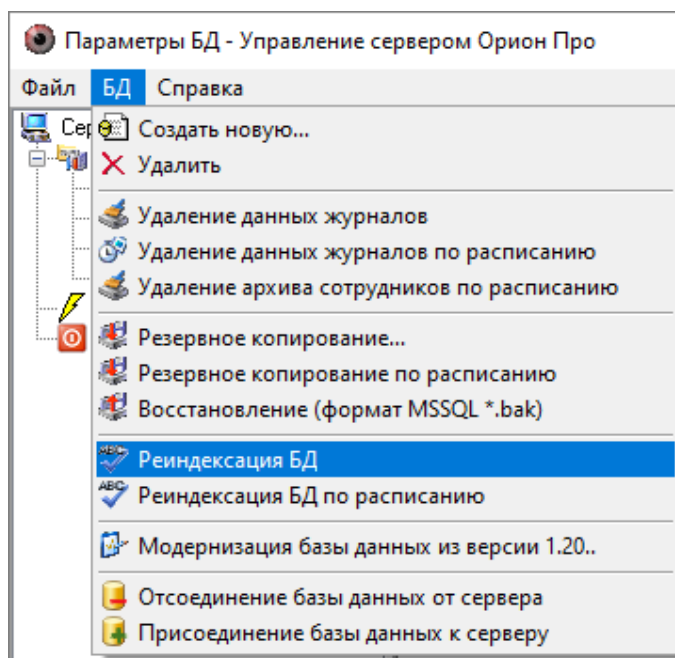 Параметры БД - Управление сервером Орион Про
Файл БД Справка
Создать новую...
Удалить
Удаление данных журналов
Удаление данных журналов по расписанию
Удаление архива сотрудников по расписанию
Резервное копирование...
Резервное копирование по расписанию
Восстановление (формат MSSQL *.bak)
Реиндексация БД
Реиндексация БД по расписанию
Модернизация базы данных из версии 1.20..
Отсоединение базы данных от сервера
Присоединение базы данных к серверу